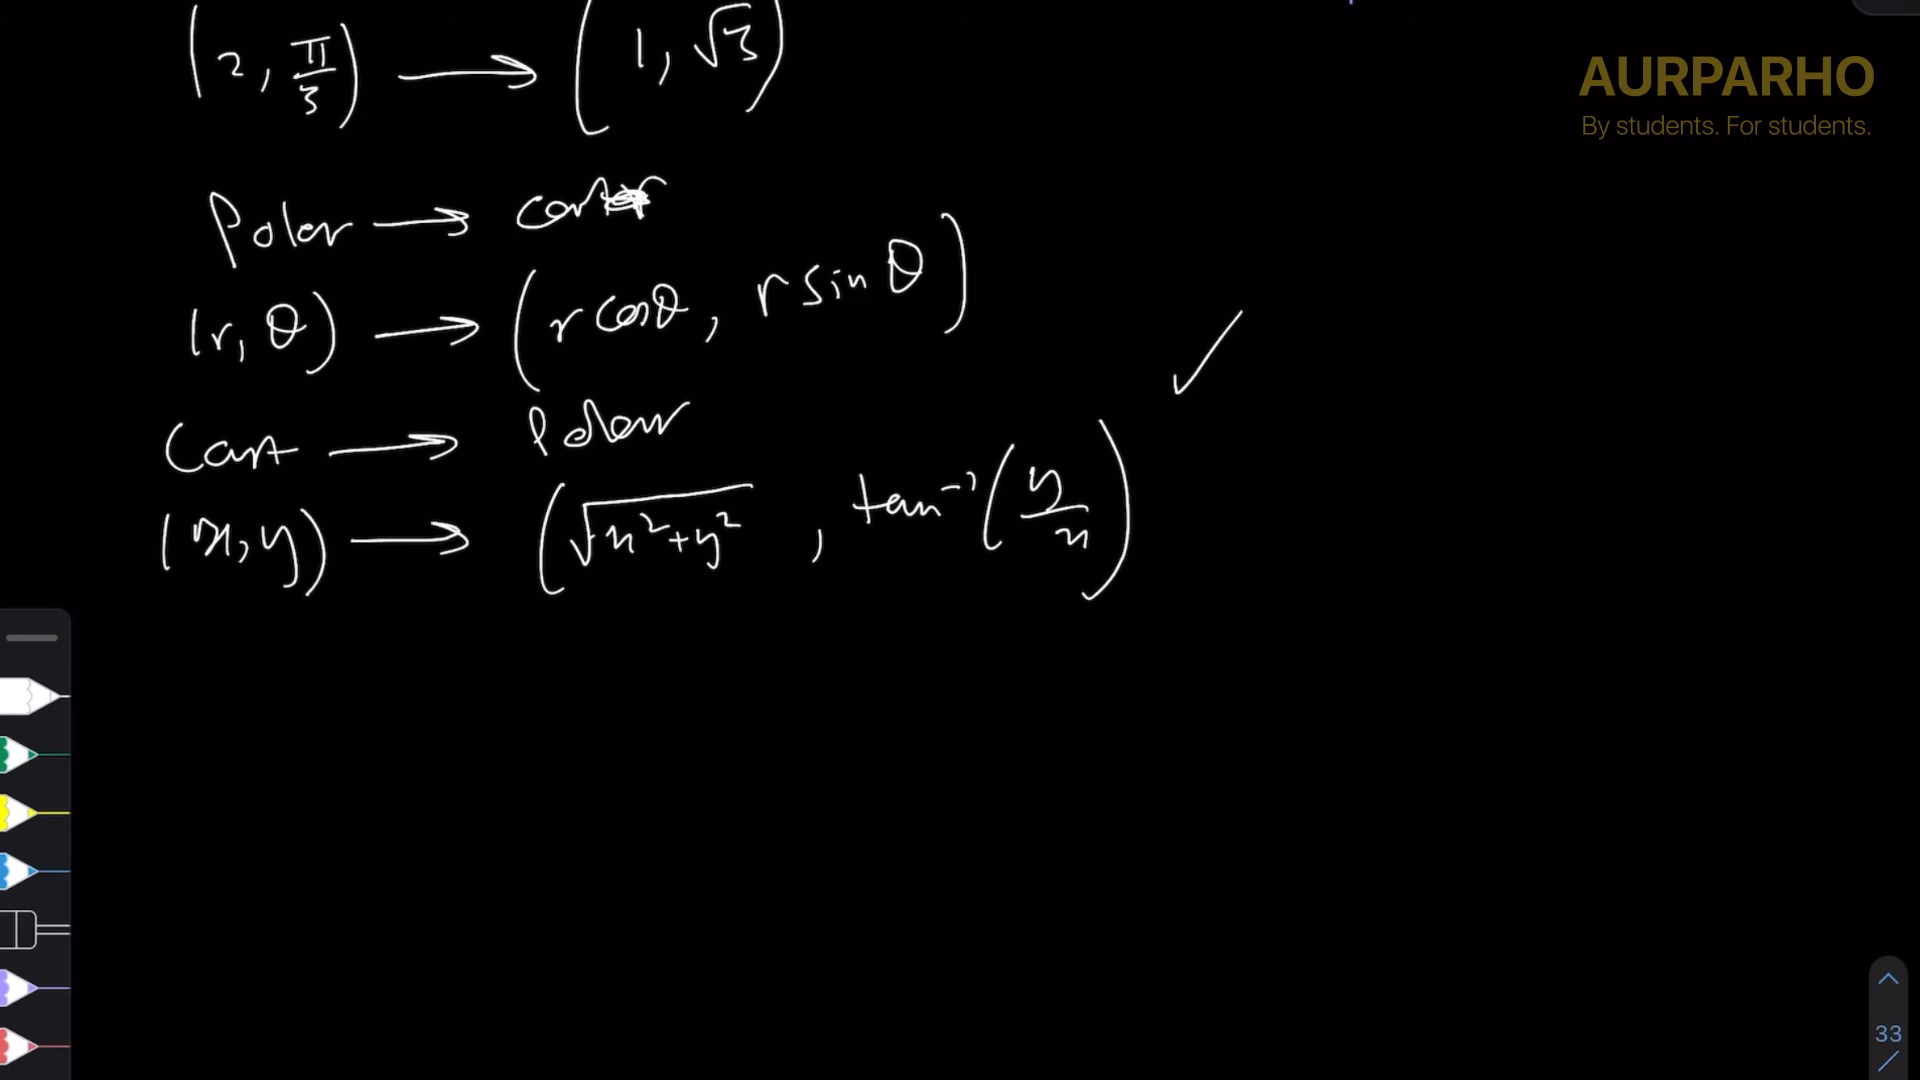 (2, π/3) → (1, √3)
AURPARHO
By students. For students.
Polar → cart
(r, θ) → (r cosθ, r sin θ)
Cart → Polar
(x, y) → (√x²+y², tan⁻¹(y/x))
33